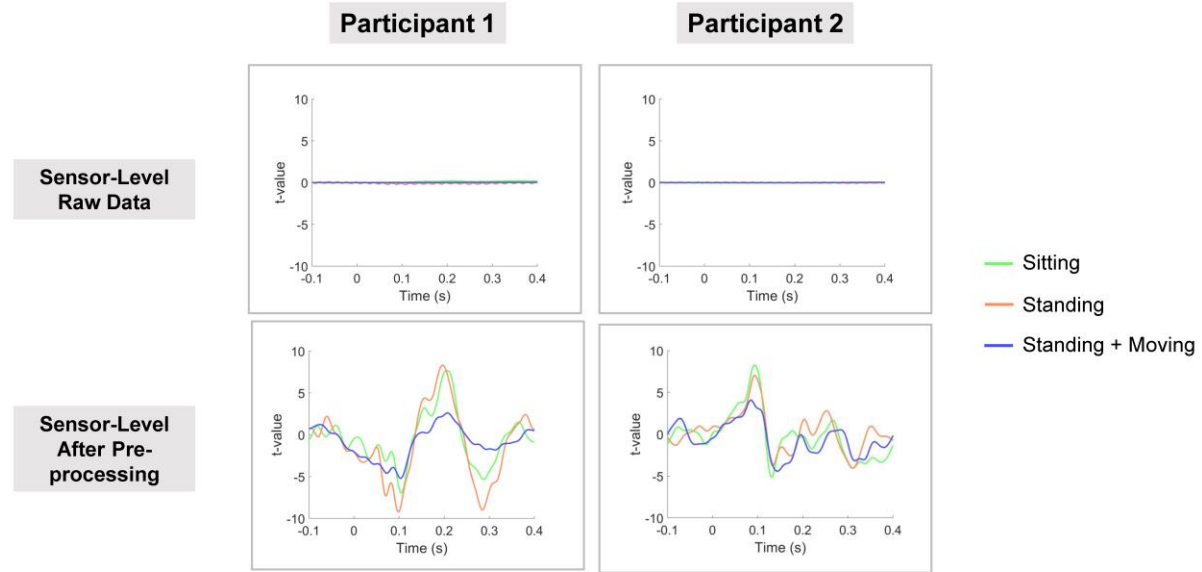 Participant 1
Participant 2
Sensor-Level
Raw Data
10
5
0
-5
-10
t-value
-0.1 0 0.1 0.2 0.3 0.4
Time (s)
10
5
0
-5
-10
t-value
-0.1 0 0.1 0.2 0.3 0.4
Time (s)
Sitting
Standing
Standing + Moving
Sensor-Level
After Pre-
processing
10
5
0
-5
-10
t-value
-0.1 0 0.1 0.2 0.3 0.4
Time (s)
10
5
0
-5
-10
t-value
-0.1 0 0.1 0.2 0.3 0.4
Time (s)